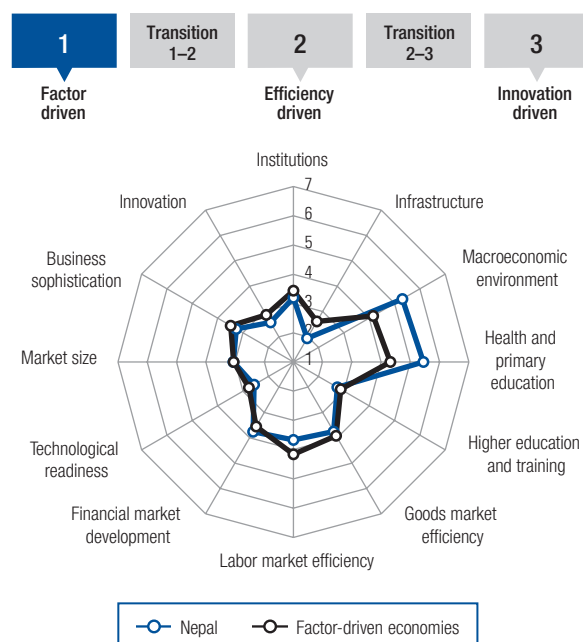 1
Transition
1–2
2
Transition
2–3
3
Factor
driven
Efficiency
driven
Innovation
driven
Institutions
7
6
5
4
3
2
1
Infrastructure
Macroeconomic
environment
Health and
primary
education
Higher education
and training
Goods market
efficiency
Labor market efficiency
Financial market
development
Technological
readiness
Market size
Business
sophistication
Innovation
Nepal
Factor-driven economies